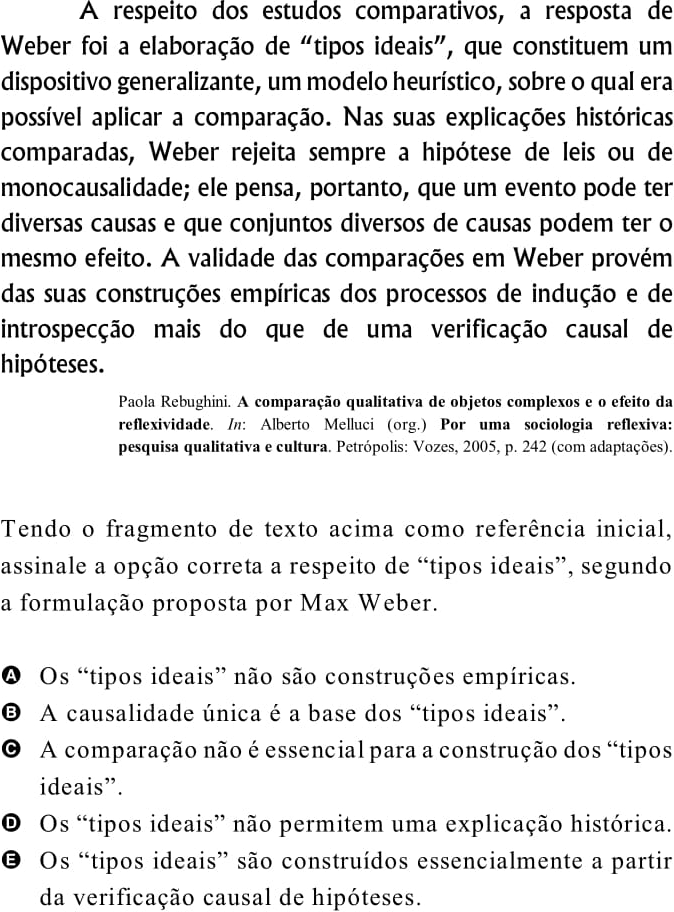 A respeito dos estudos comparativos, a resposta de
Weber foi a elaboração de “tipos ideais”, que constituem um
dispositivo generalizante, um modelo heurístico, sobre o qual era
possível aplicar a comparação. Nas suas explicações históricas
comparadas, Weber rejeita sempre a hipótese de leis ou de
monocausalidade; ele pensa, portanto, que um evento pode ter
diversas causas e que conjuntos diversos de causas podem ter o
mesmo efeito. A validade das comparações em Weber provém
das suas construções empíricas dos processos de indução e de
introspecção mais do que de uma verificação causal de
hipóteses.
Paola Rebughini. A comparação qualitativa de objetos complexos e o efeito da
reflexividade. In: Alberto Melluci (org.) Por uma sociologia reflexiva:
pesquisa qualitativa e cultura. Petrópolis: Vozes, 2005, p. 242 (com adaptações).
Tendo o fragmento de texto acima como referência inicial,
assinale a opção correta a respeito de “tipos ideais”, segundo
a formulação proposta por Max Weber.
A Os “tipos ideais” não são construções empíricas.
B A causalidade única é a base dos “tipos ideais”.
C A comparação não é essencial para a construção dos “tipos
ideais”.
D Os “tipos ideais” não permitem uma explicação histórica.
E Os “tipos ideais” são construídos essencialmente a partir
da verificação causal de hipóteses.